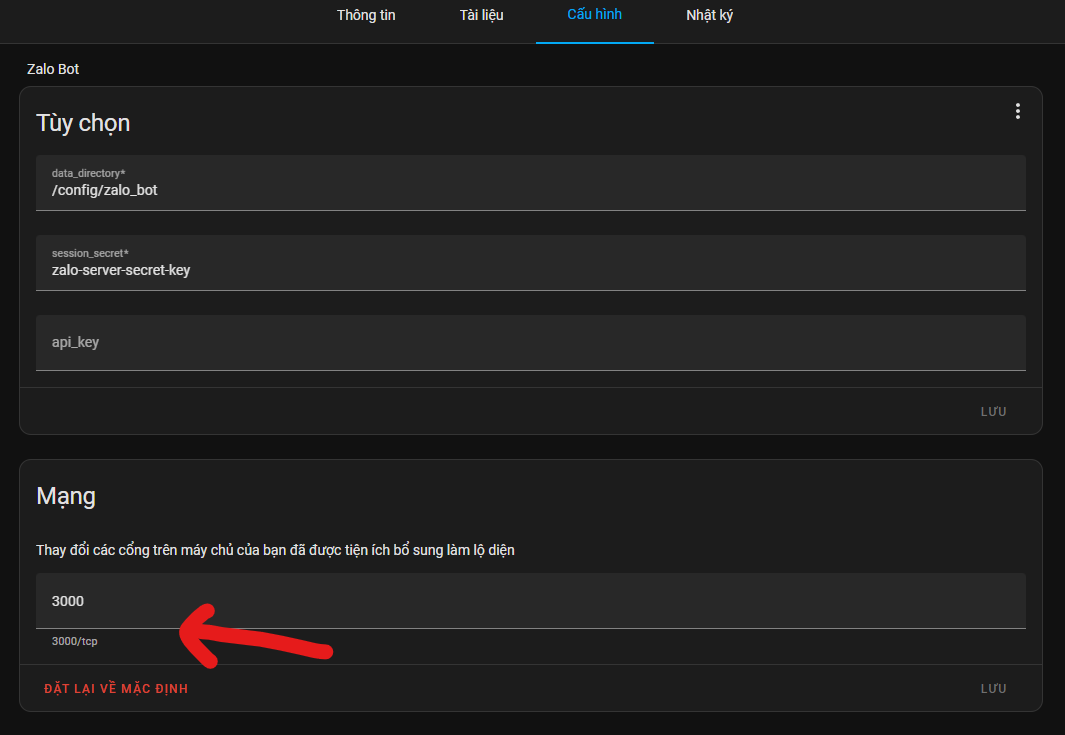 Thông tin
Tài liệu
Cấu hình
Nhật ký
Zalo Bot
Tùy chọn
data_directory*
/config/zalo_bot
session_secret*
zalo-server-secret-key
api_key
LƯU
Mạng
Thay đổi các cổng trên máy chủ của bạn đã được tiện ích bổ sung làm lộ diện
3000
3000/tcp
ĐẶT LẠI VỀ MẶC ĐỊNH
LƯU